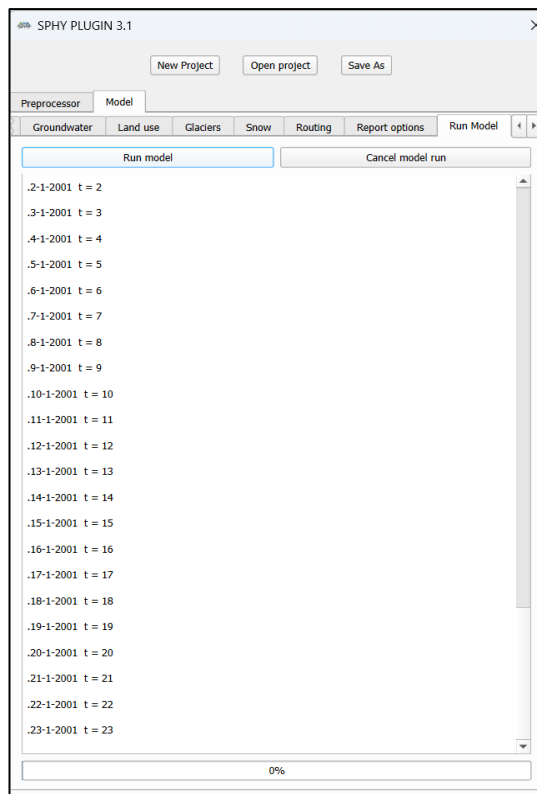 SPHY PLUGIN 3.1
New Project Open project Save As
Preprocessor Model
Groundwater Land use Glaciers Snow Routing Report options Run Model
Run model Cancel model run
.2-1-2001 t = 2
.3-1-2001 t = 3
.4-1-2001 t = 4
.5-1-2001 t = 5
.6-1-2001 t = 6
.7-1-2001 t = 7
.8-1-2001 t = 8
.9-1-2001 t = 9
.10-1-2001 t = 10
.11-1-2001 t = 11
.12-1-2001 t = 12
.13-1-2001 t = 13
.14-1-2001 t = 14
.15-1-2001 t = 15
.16-1-2001 t = 16
.17-1-2001 t = 17
.18-1-2001 t = 18
.19-1-2001 t = 19
.20-1-2001 t = 20
.21-1-2001 t = 21
.22-1-2001 t = 22
.23-1-2001 t = 23
0%